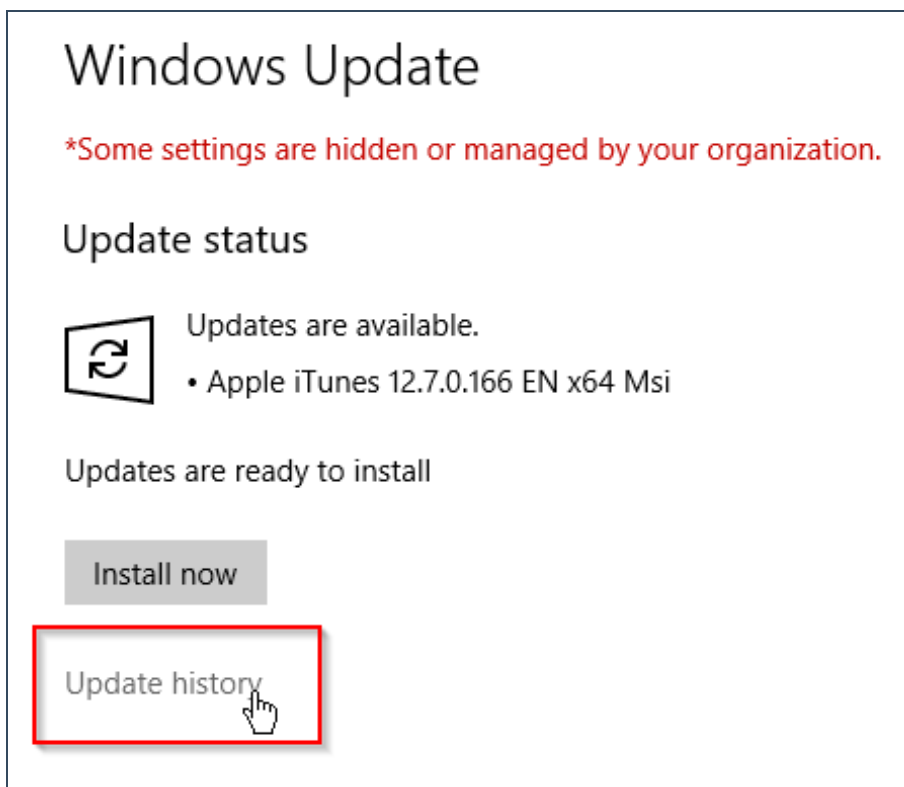 Windows Update
*Some settings are hidden or managed by your organization.
Update status
Updates are available.
• Apple iTunes 12.7.0.166 EN x64 Msi
Updates are ready to install
Install now
Update history